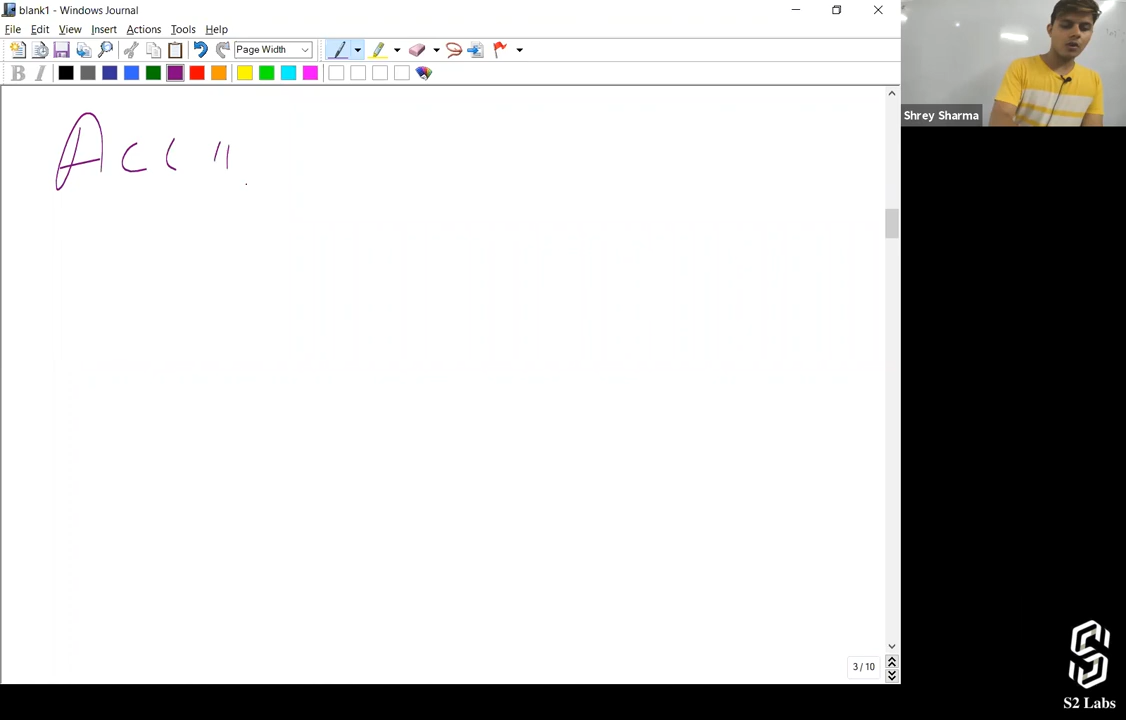 blank1 - Windows Journal
File Edit View Insert Actions Tools Help
Page Width
B I
Acc
3 / 10
Shrey Sharma
S2 Labs